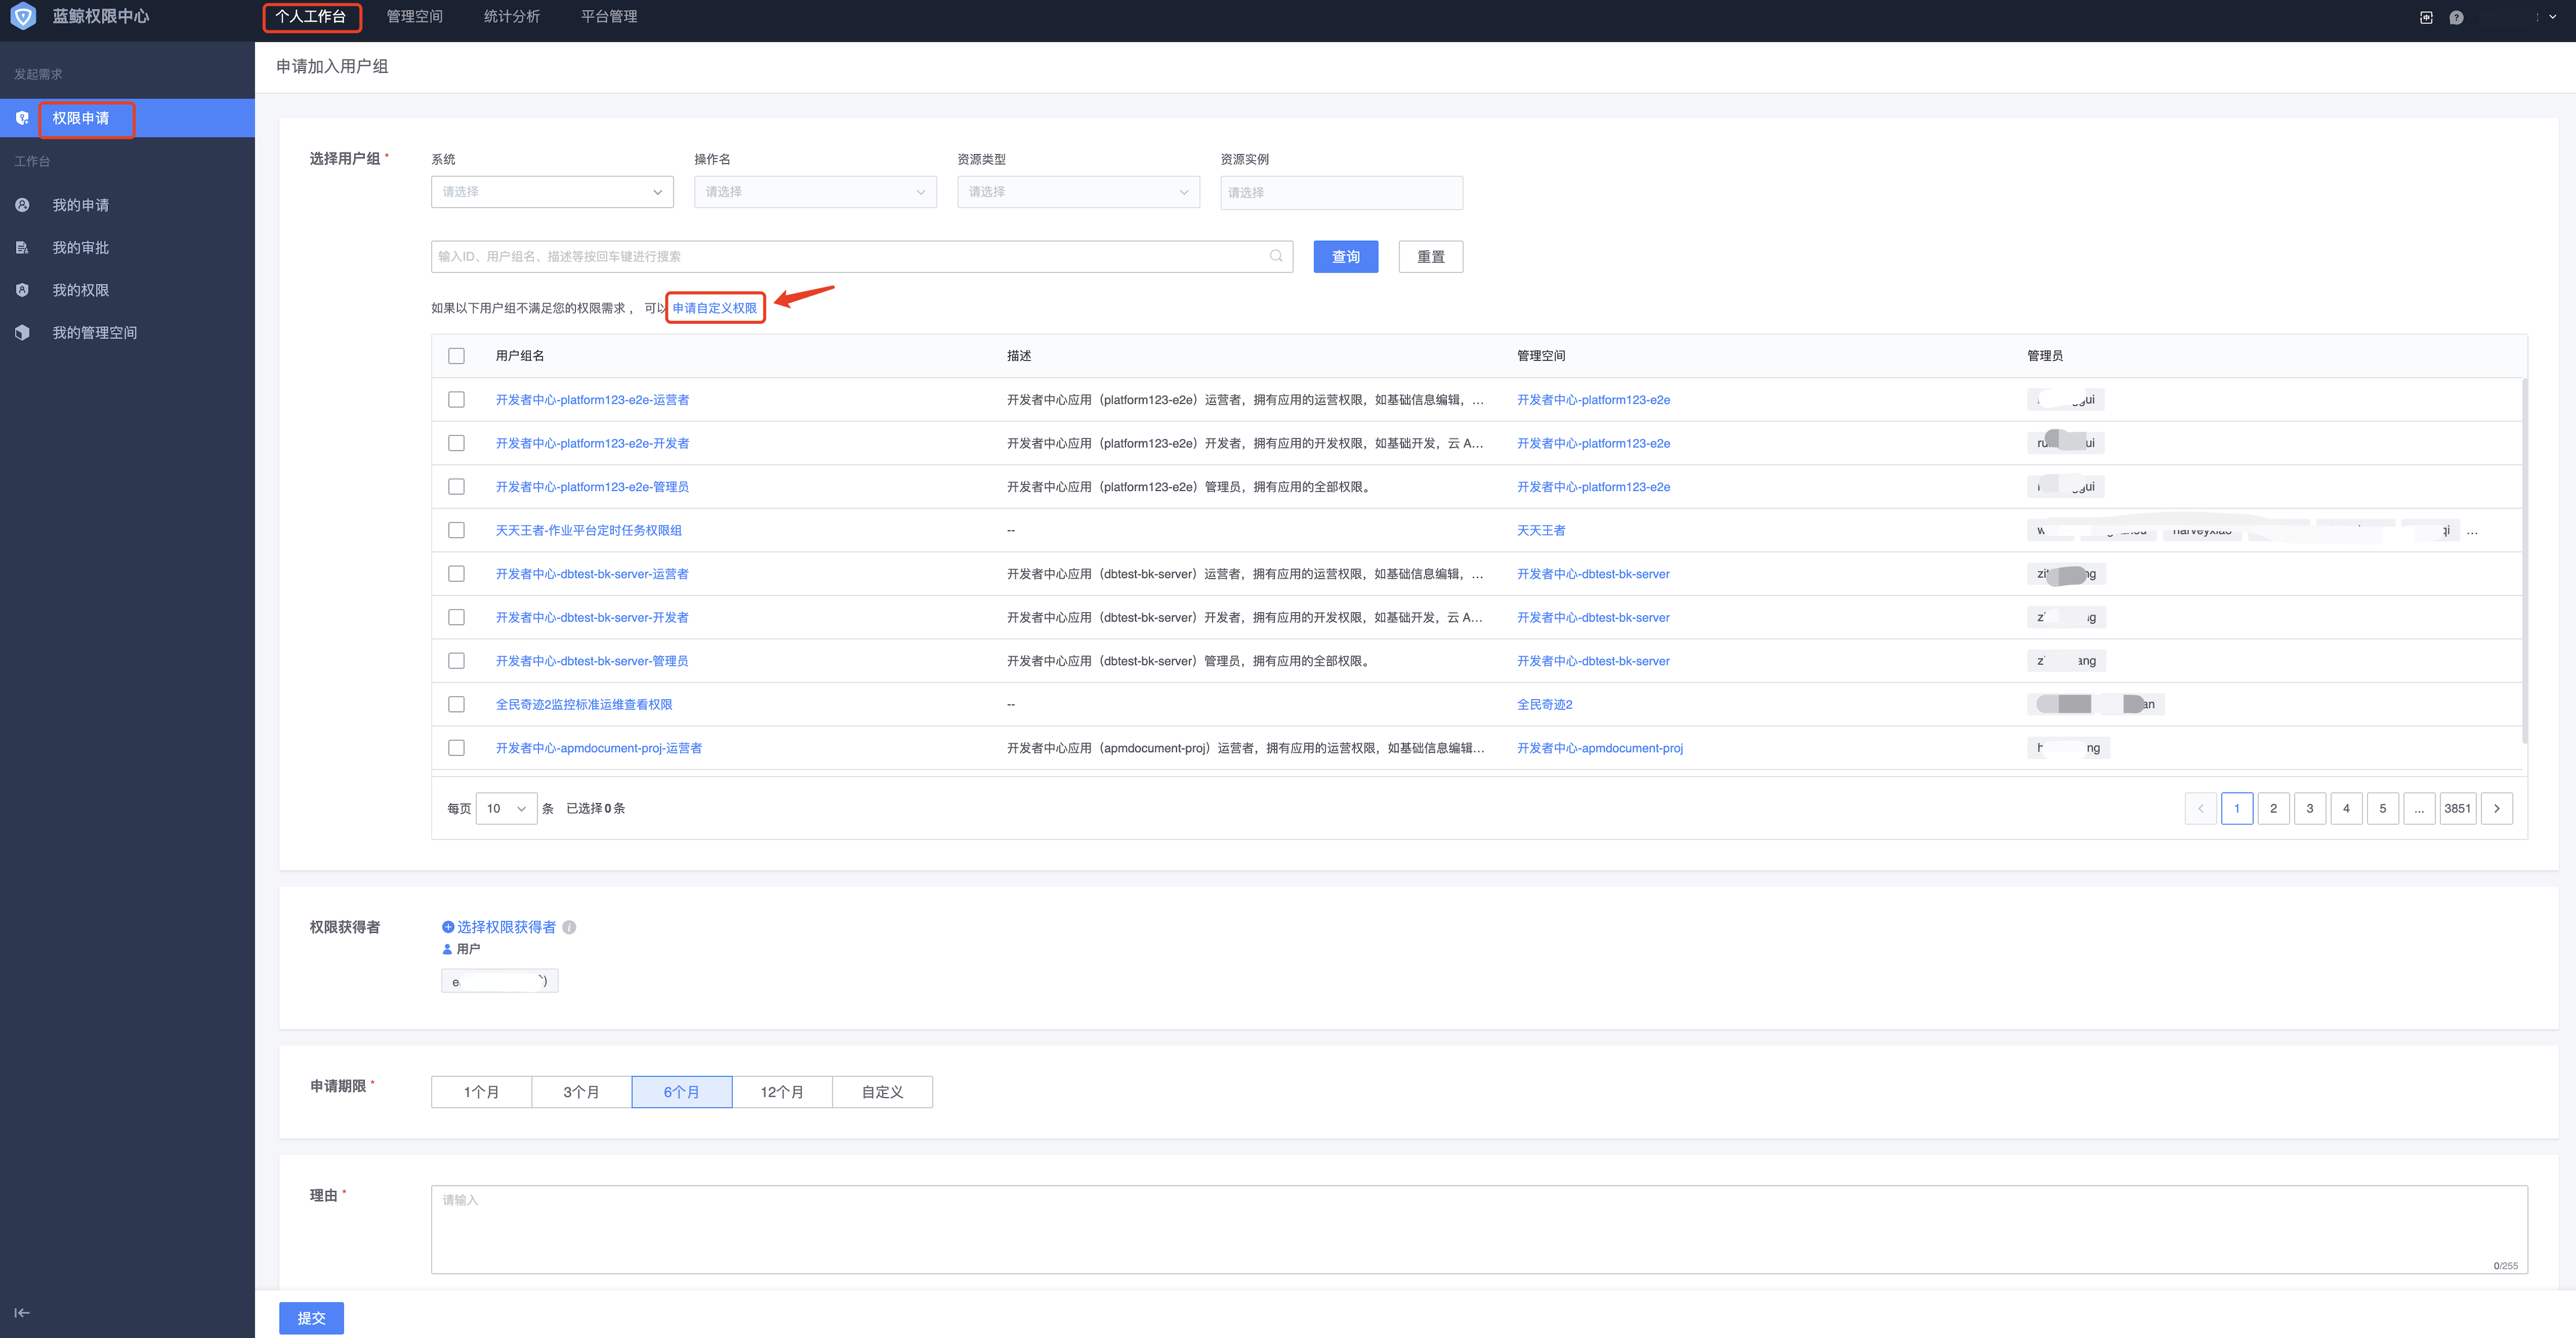 蓝鲸权限中心
个人工作台 管理空间 统计分析 平台管理
发起需求
权限申请
工作台
我的申请
我的审批
我的权限
我的管理空间
申请加入用户组
选择用户组 *
系统 操作名 资源类型 资源实例
请选择 请选择 请选择 请选择
输入ID、用户组名、描述等按回车键进行搜索 查询 重置
如果以下用户组不满足您的权限需求， 可以 申请自定义权限
用户组名 描述 管理空间 管理员
开发者中心-platform123-e2e-运营者 开发者中心应用（platform123-e2e）运营者，拥有应用的运营权限，如基础信息编辑，... 开发者中心-platform123-e2e
开发者中心-platform123-e2e-开发者 开发者中心应用（platform123-e2e）开发者，拥有应用的开发权限，如基础开发，云 A... 开发者中心-platform123-e2e
开发者中心-platform123-e2e-管理员 开发者中心应用（platform123-e2e）管理员，拥有应用的全部权限。 开发者中心-platform123-e2e
天天王者-作业平台定时任务权限组 -- 天天王者 ...
开发者中心-dbtest-bk-server-运营者 开发者中心应用（dbtest-bk-server）运营者，拥有应用的运营权限，如基础信息编辑，... 开发者中心-dbtest-bk-server
开发者中心-dbtest-bk-server-开发者 开发者中心应用（dbtest-bk-server）开发者，拥有应用的开发权限，如基础开发，云 A... 开发者中心-dbtest-bk-server
开发者中心-dbtest-bk-server-管理员 开发者中心应用（dbtest-bk-server）管理员，拥有应用的全部权限。 开发者中心-dbtest-bk-server
全民奇迹2监控标准运维查看权限 -- 全民奇迹2
开发者中心-apmdocument-proj-运营者 开发者中心应用（apmdocument-proj）运营者，拥有应用的运营权限，如基础信息编辑... 开发者中心-apmdocument-proj
每页 10 条 已选择 0 条 1 2 3 4 5 ... 3851
权限获得者 选择权限获得者
用户
申请期限 * 1个月 3个月 6个月 12个月 自定义
理由 * 请输入
0/255
提交